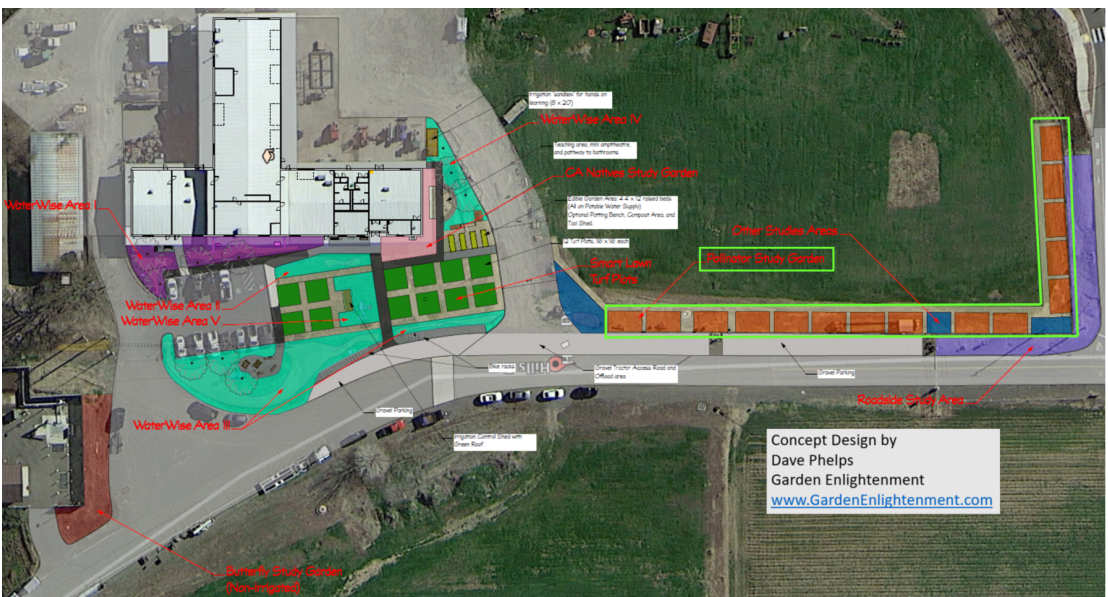 Irrigation 'sandbox' for hands on
learning (8 x 20)
WaterWise Area IV
Teaching area, mini ampitheatre,
and pathway to bathrooms.
CA Natives Study Garden
Edible Garden Area: 4 4' x 12' raised beds
(All on Potable Water Supply)
Optional Potting Bench, Compost Area, and
Tool Shed.
WaterWise Area I
12 Turf Plots, 16' x 16' each
Other Studies Areas
Pollinator Study Garden
Smart Lawn
Turf Plots
WaterWise Area II
WaterWise Area V
Bike racks
Hills
Gravel Tractor Access Road and
Offload area
Gravel Parking
Roadside Study Area
Gravel Parking
WaterWise Area III
Irrigation Control Shed with
Green Roof
Concept Design by
Dave Phelps
Garden Enlightenment
www.GardenEnlightenment.com
Butterfly Study Garden
(Non-irrigated)